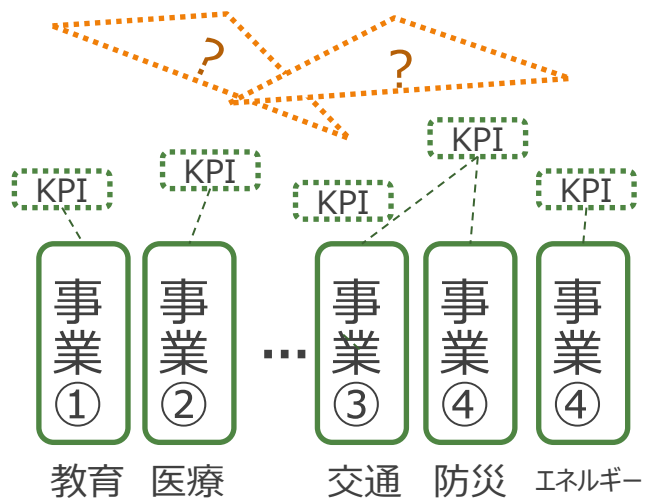 ?
?
KPI
KPI
KPI
KPI
KPI
事業①
事業②
…
事業③
事業④
事業④
教育
医療
交通
防災
エネルギー